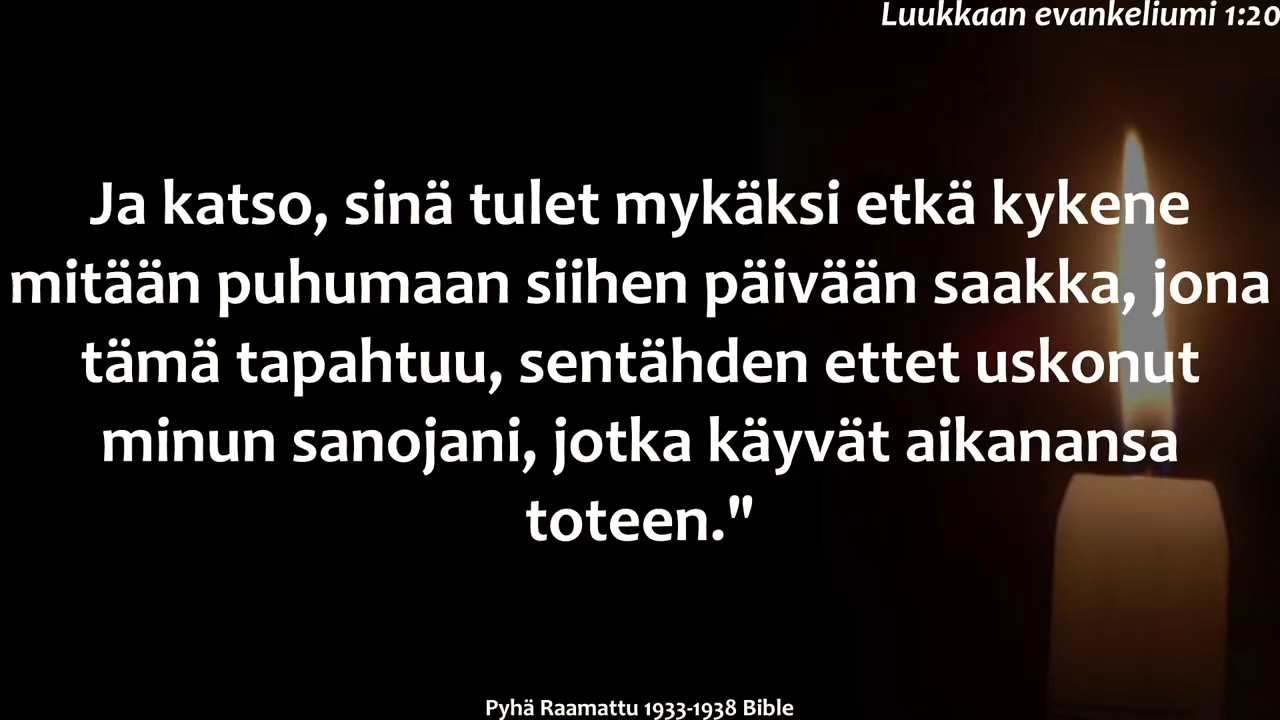 Luukkaan evankeliumi 1:20
Ja katso, sinä tulet mykäksi etkä kykene
mitään puhumaan siihen päivään saakka, jona
tämä tapahtuu, sentähden ettet uskonut
minun sanojani, jotka käyvät aikanansa
toteen."
Pyhä Raamattu 1933-1938 Bible